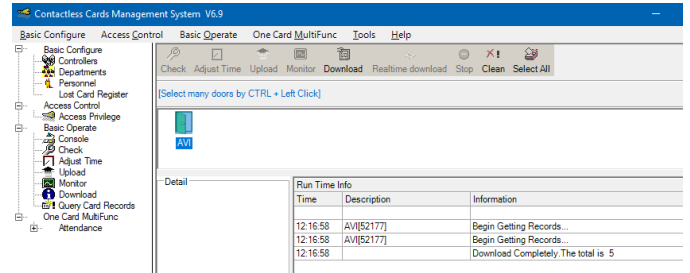 Contactless Cards Management System V6.9
Basic Configure Access Control Basic Operate One Card MultiFunc Tools Help
Basic Configure
Controllers
Departments
Personnel
Lost Card Register
Access Control
Access Privilege
Basic Operate
Console
Check
Adjust Time
Upload
Monitor
Download
Query Card Records
One Card MultiFunc
Attendance
Check Adjust Time Upload Monitor Download Realtime download Stop Clean Select All
[Select many doors by CTRL + Left Click]
AVI
Detail
Run Time Info
Time Description Information
12:16:58 AVI[52177] Begin Getting Records...
12:16:58 AVI[52177] Begin Getting Records...
12:16:58 Download Completely.The total is 5